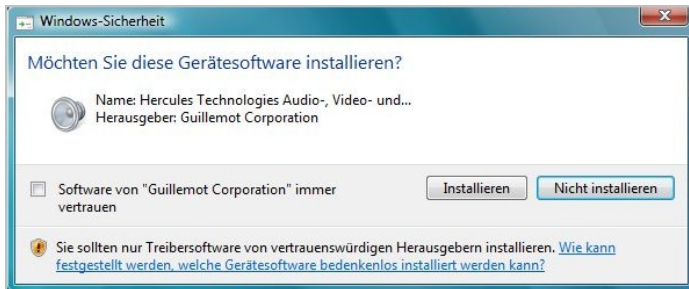 Windows-Sicherheit
Möchten Sie diese Gerätesoftware installieren?
Name: Hercules Technologies Audio-, Video- und...
Herausgeber: Guillemot Corporation
Software von "Guillemot Corporation" immer
vertrauen
Installieren
Nicht installieren
Sie sollten nur Treibersoftware von vertrauenswürdigen Herausgebern installieren. Wie kann
festgestellt werden, welche Gerätesoftware bedenkenlos installiert werden kann?